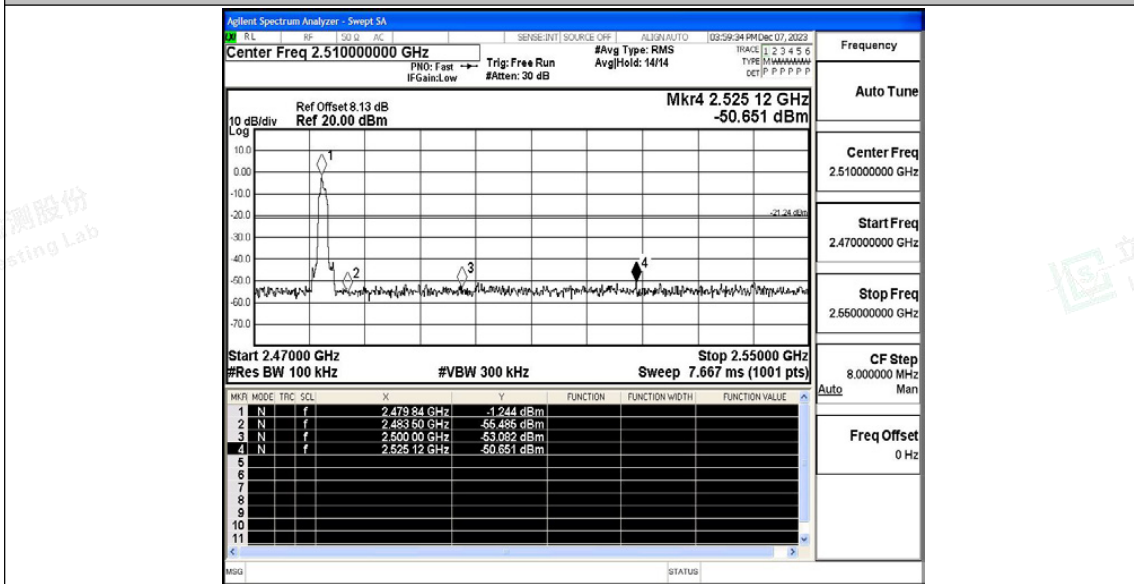 Agilent Spectrum Analyzer - Swept SA
RL RF 50 Ω AC SENSE:INT SOURCE OFF ALIGNAUTO 03:59:34 PM Dec 07, 2023
Center Freq 2.510000000 GHz
PNO: Fast
IFGain:Low
Trig: Free Run
#Atten: 30 dB
#Avg Type: RMS
Avg|Hold: 14/14
TRACE 1 2 3 4 5 6
TYPE MWWWWW
DET P P P P P P
Ref Offset 8.13 dB
10 dB/div Ref 20.00 dBm
Log
Mkr4 2.525 12 GHz
-50.651 dBm
10.0
0.00
-10.0
-20.0
-30.0
-40.0
-50.0
-60.0
-70.0
-21.24 dBm
1
2
3
4
Start 2.47000 GHz Stop 2.55000 GHz
#Res BW 100 kHz #VBW 300 kHz Sweep 7.667 ms (1001 pts)
MKR MODE TRC SCL X Y FUNCTION FUNCTION WIDTH FUNCTION VALUE
1 N f 2.479 84 GHz -1.244 dBm
2 N f 2.483 50 GHz -55.485 dBm
3 N f 2.500 00 GHz -53.082 dBm
4 N f 2.525 12 GHz -50.651 dBm
5
6
7
8
9
10
11
MSG STATUS
Frequency
Auto Tune
Center Freq
2.510000000 GHz
Start Freq
2.470000000 GHz
Stop Freq
2.550000000 GHz
CF Step
8.000000 MHz
Auto Man
Freq Offset
0 Hz
测股份
sting Lab
立
LCS